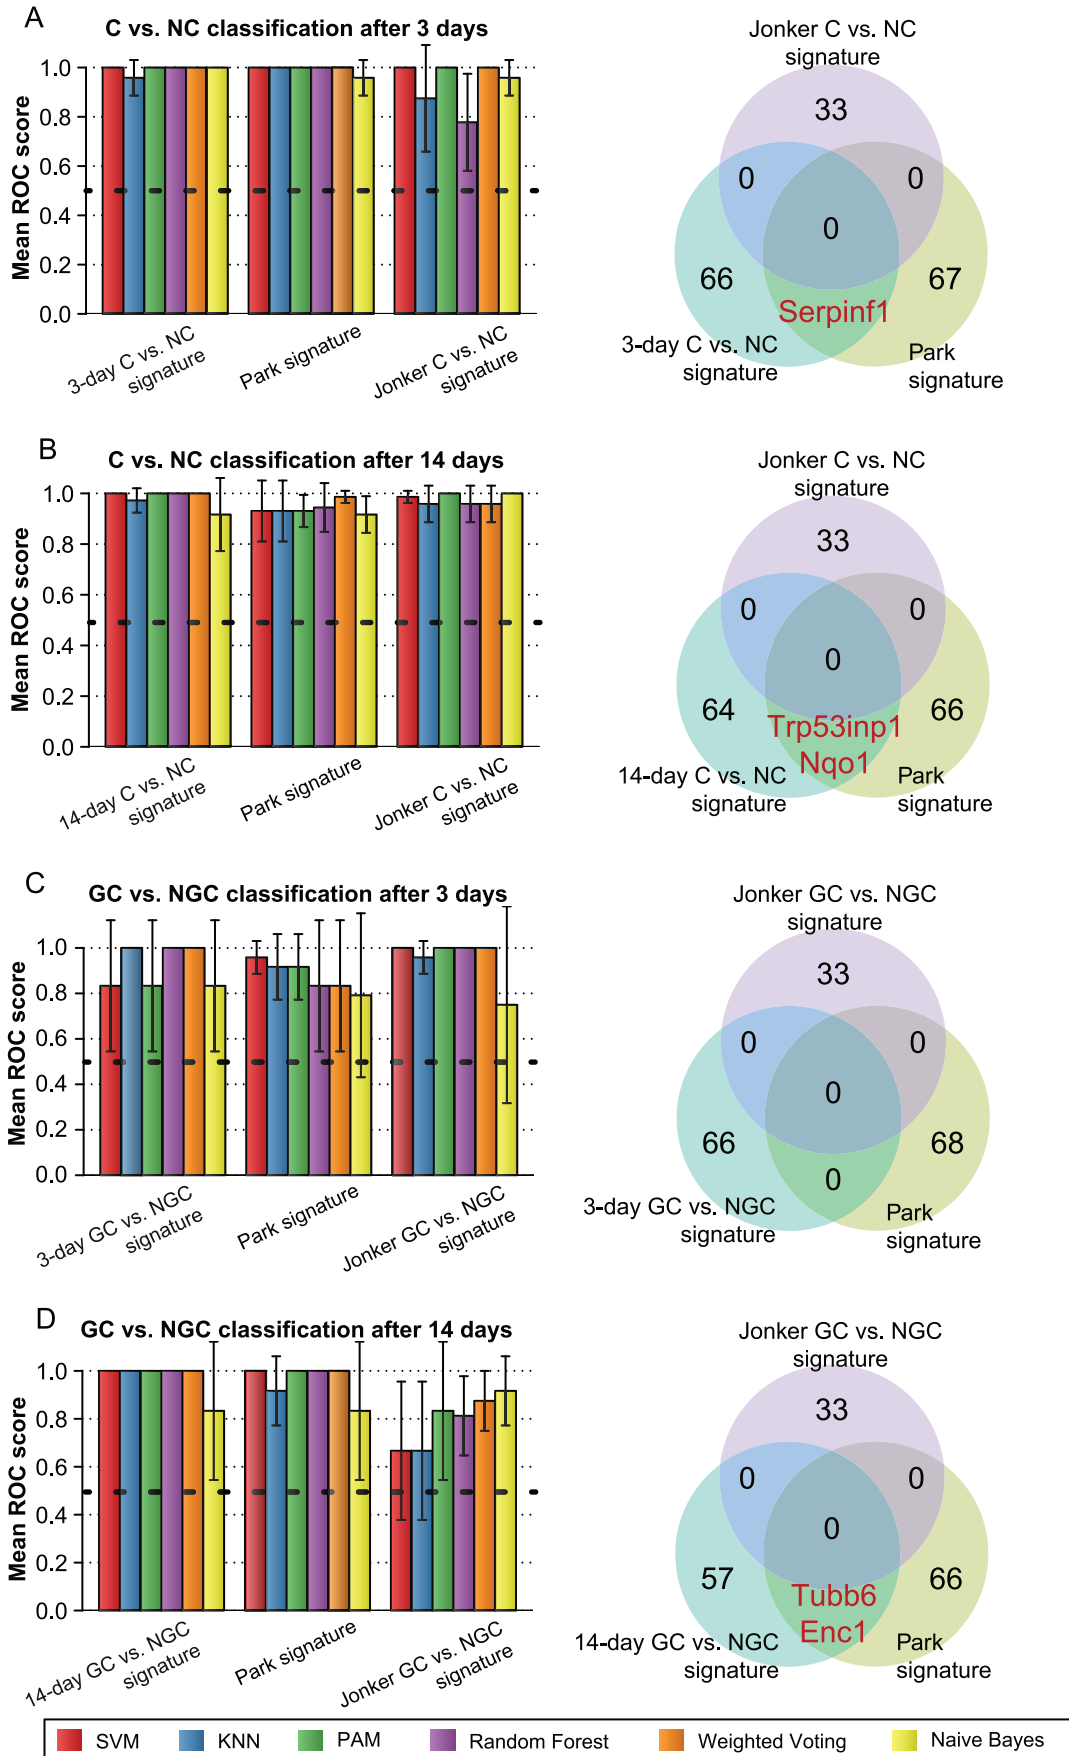 A
C vs. NC classification after 3 days
Mean ROC score
1.0
0.8
0.6
0.4
0.2
0.0
3-day C vs. NC
signature
Park signature
Jonker C vs. NC
signature
Jonker C vs. NC
signature
33
0
0
0
66
67
Serpinf1
3-day C vs. NC
signature
Park
signature
B
C vs. NC classification after 14 days
Mean ROC score
1.0
0.8
0.6
0.4
0.2
0.0
14-day C vs. NC
signature
Park signature
Jonker C vs. NC
signature
Jonker C vs. NC
signature
33
0
0
0
64
66
Trp53inp1
Nqo1
14-day C vs. NC
signature
Park
signature
C
GC vs. NGC classification after 3 days
Mean ROC score
1.0
0.8
0.6
0.4
0.2
0.0
3-day GC vs. NGC
signature
Park signature
Jonker GC vs. NGC
signature
Jonker GC vs. NGC
signature
33
0
0
0
66
68
0
3-day GC vs. NGC
signature
Park
signature
D
GC vs. NGC classification after 14 days
Mean ROC score
1.0
0.8
0.6
0.4
0.2
0.0
14-day GC vs. NGC
signature
Park signature
Jonker GC vs. NGC
signature
Jonker GC vs. NGC
signature
33
0
0
0
57
66
Tubb6
Enc1
14-day GC vs. NGC
signature
Park
signature
SVM KNN PAM Random Forest Weighted Voting Naive Bayes